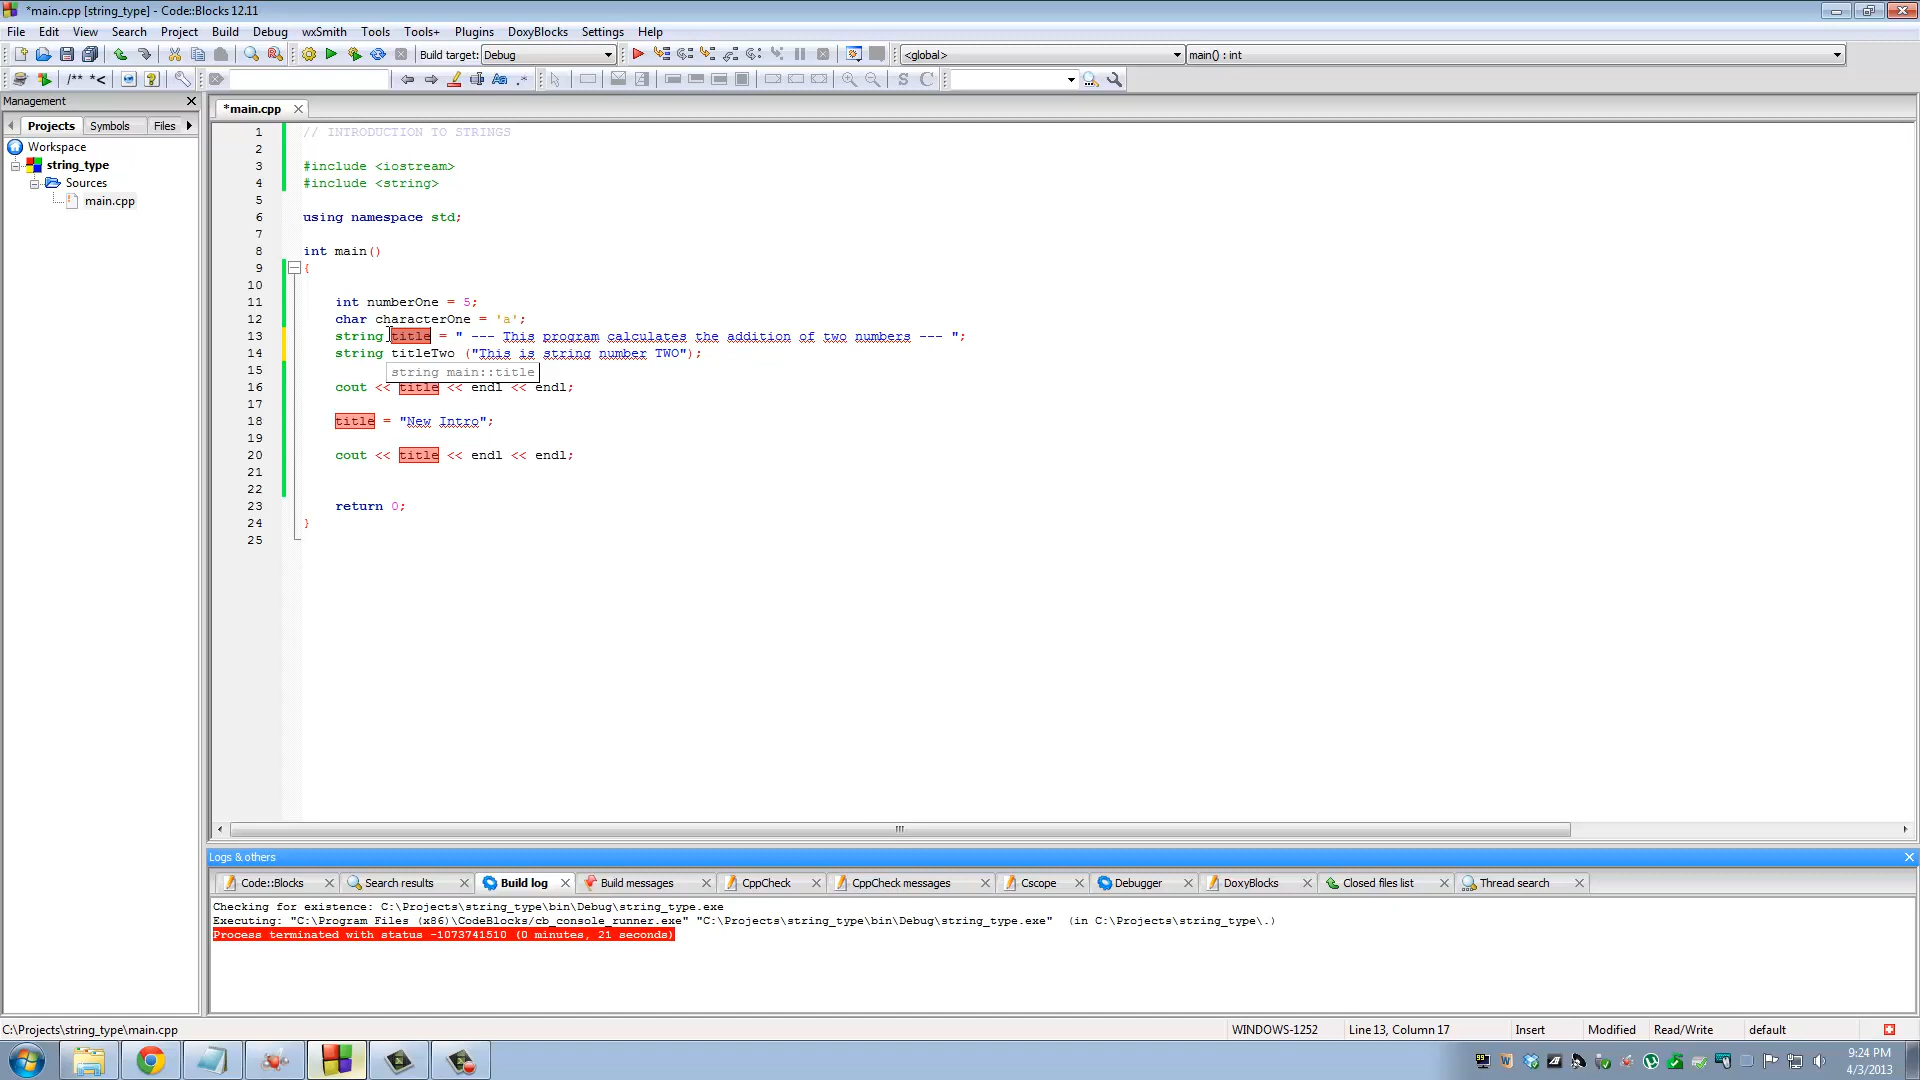 *main.cpp [string_type] - Code::Blocks 12.11
File Edit View Search Project Build Debug wxSmith Tools Tools+ Plugins DoxyBlocks Settings Help
Build target: Debug <global> main() : int
/** *<
Management
Projects Symbols Files
*main.cpp
Workspace
string_type
Sources
main.cpp
1 // INTRODUCTION TO STRINGS
2
3 #include <iostream>
4 #include <string>
5
6 using namespace std;
7
8 int main()
9 {
10
11 int numberOne = 5;
12 char characterOne = 'a';
13 string title = " --- This program calculates the addition of two numbers --- ";
14 string titleTwo ("This is string number TWO");
15
string main::title
16 cout << title << endl << endl;
17
18 title = "New Intro";
19
20 cout << title << endl << endl;
21
22
23 return 0;
24 }
25
Logs & others
Code::Blocks Search results Build log Build messages CppCheck CppCheck messages Cscope Debugger DoxyBlocks Closed files list Thread search
Checking for existence: C:\Projects\string_type\bin\Debug\string_type.exe
Executing: "C:\Program Files (x86)\CodeBlocks/cb_console_runner.exe" "C:\Projects\string_type\bin\Debug\string_type.exe" (in C:\Projects\string_type\.)
Process terminated with status -1073741510 (0 minutes, 21 seconds)
C:\Projects\string_type\main.cpp WINDOWS-1252 Line 13, Column 17 Insert Modified Read/Write default
9:24 PM
4/3/2013